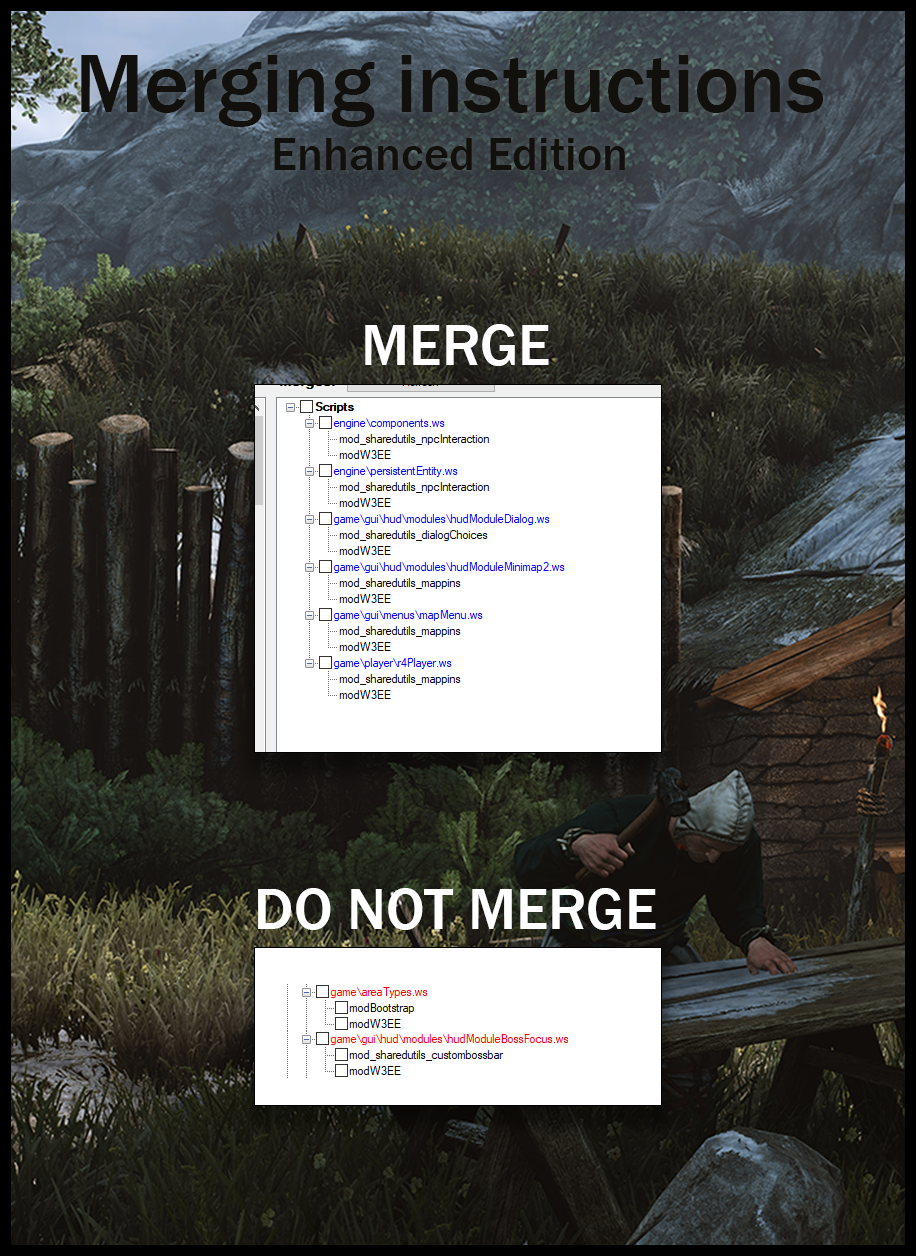 Merging instructions
Enhanced Edition
MERGE
Scripts
engine\components.ws
mod_sharedutils_npcInteraction
modW3EE
engine\persistentEntity.ws
mod_sharedutils_npcInteraction
modW3EE
game\gui\hud\modules\hudModuleDialog.ws
mod_sharedutils_dialogChoices
modW3EE
game\gui\hud\modules\hudModuleMinimap2.ws
mod_sharedutils_mappins
modW3EE
game\gui\menus\mapMenu.ws
mod_sharedutils_mappins
modW3EE
game\player\r4Player.ws
mod_sharedutils_mappins
modW3EE
DO NOT MERGE
game\areaTypes.ws
modBootstrap
modW3EE
game\gui\hud\modules\hudModuleBossFocus.ws
mod_sharedutils_custombossbar
modW3EE